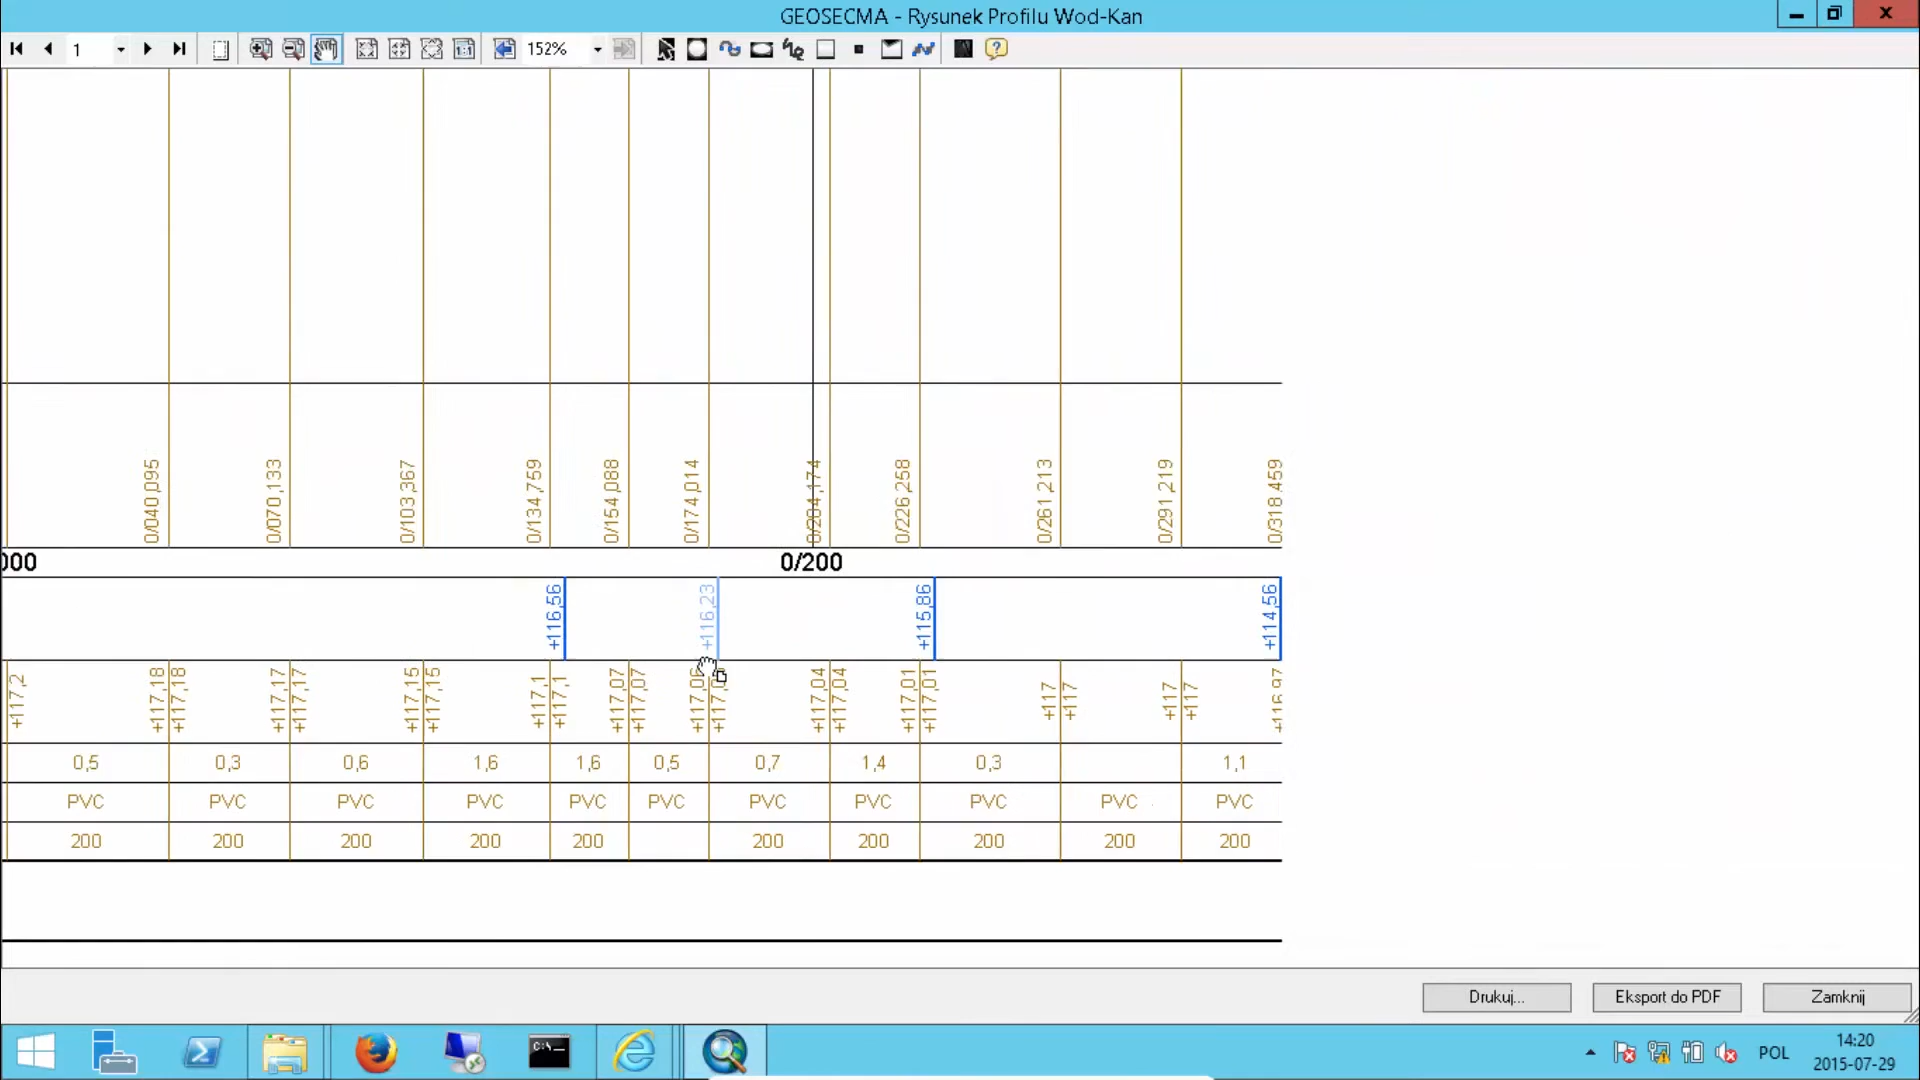 GEOSECMA - Rysunek Profilu Wod-Kan
1
152%
0/040,095 0/070,133 0/103,367 0/134,759 0/154,088 0/174,014 0/204,174 0/226,258 0/261,213 0/291,219 0/318,459
000 0/200
+116,56 +116,23 +115,86 +114,56
+117,2 +117,18 +117,18 +117,17 +117,17 +117,15 +117,15 +117,1 +117,1 +117,07 +117,07 +117,06 +117,04 +117,04 +117,01 +117,01 +117 +117 +117 +117 +116,97
0,5 0,3 0,6 1,6 1,6 0,5 0,7 1,4 0,3 1,1
PVC PVC PVC PVC PVC PVC PVC PVC PVC PVC PVC
200 200 200 200 200 200 200 200 200 200
Drukuj... Eksport do PDF Zamknij
C:\
POL
14:20
2015-07-29